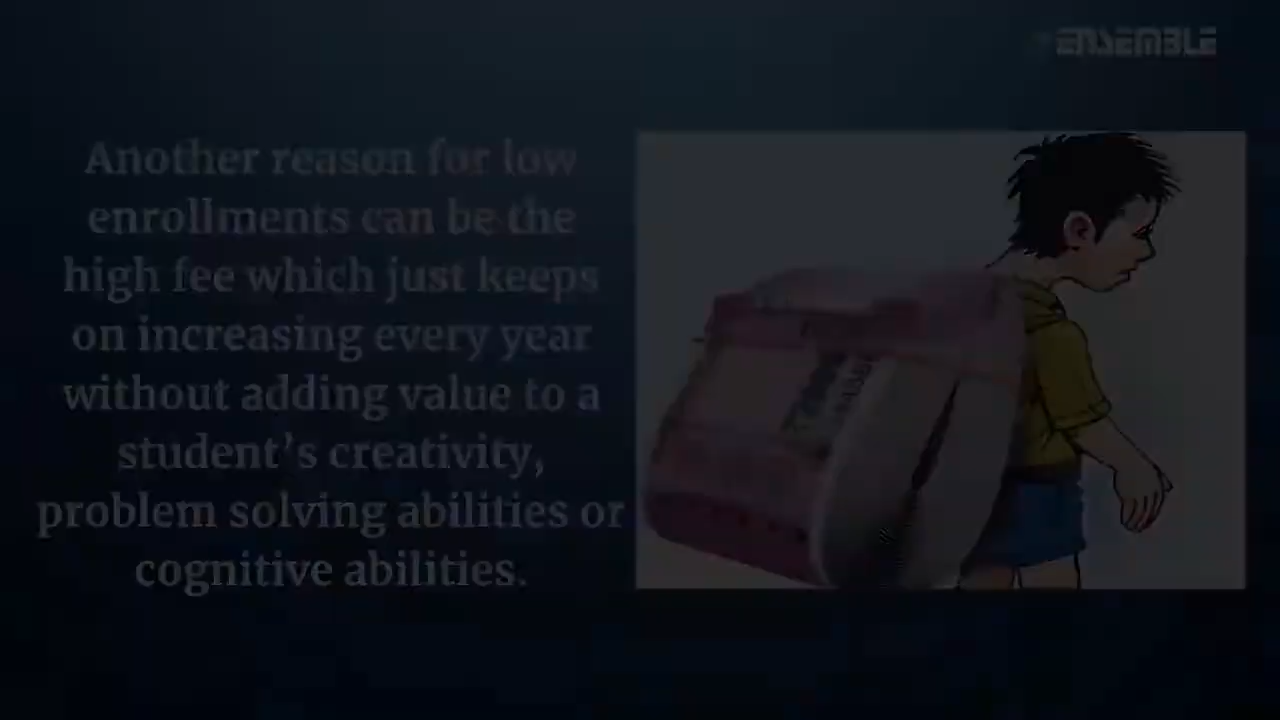 ENSEMBLE
Another reason for low
enrollments can be the
high fee which just keeps
on increasing every year
without adding value to a
student’s creativity,
problem solving abilities or
cognitive abilities.